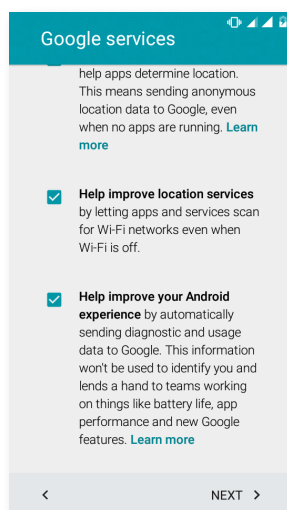 Google services
help apps determine location.
This means sending anonymous
location data to Google, even
when no apps are running. Learn
more
Help improve location services
by letting apps and services scan
for Wi-Fi networks even when
Wi-Fi is off.
Help improve your Android
experience by automatically
sending diagnostic and usage
data to Google. This information
won't be used to identify you and
lends a hand to teams working
on things like battery life, app
performance and new Google
features. Learn more
NEXT